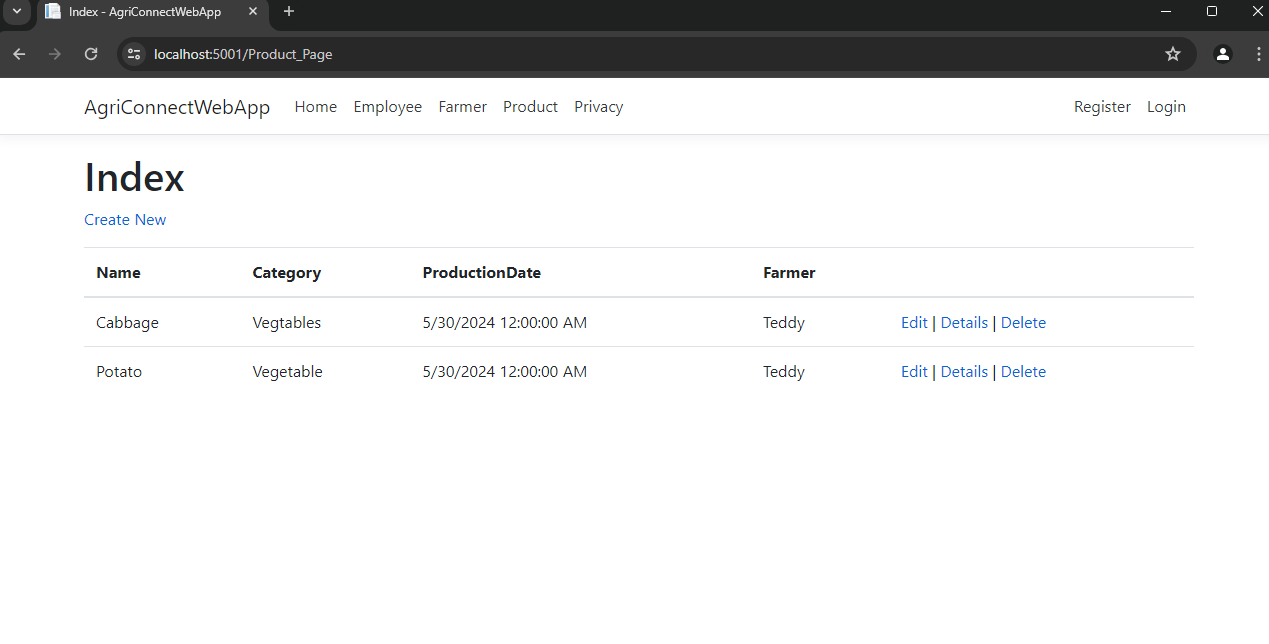 Index - AgriConnectWebApp
localhost:5001/Product_Page
AgriConnectWebApp Home Employee Farmer Product Privacy Register Login
Index
Create New
Name Category ProductionDate Farmer
Cabbage Vegtables 5/30/2024 12:00:00 AM Teddy Edit | Details | Delete
Potato Vegetable 5/30/2024 12:00:00 AM Teddy Edit | Details | Delete